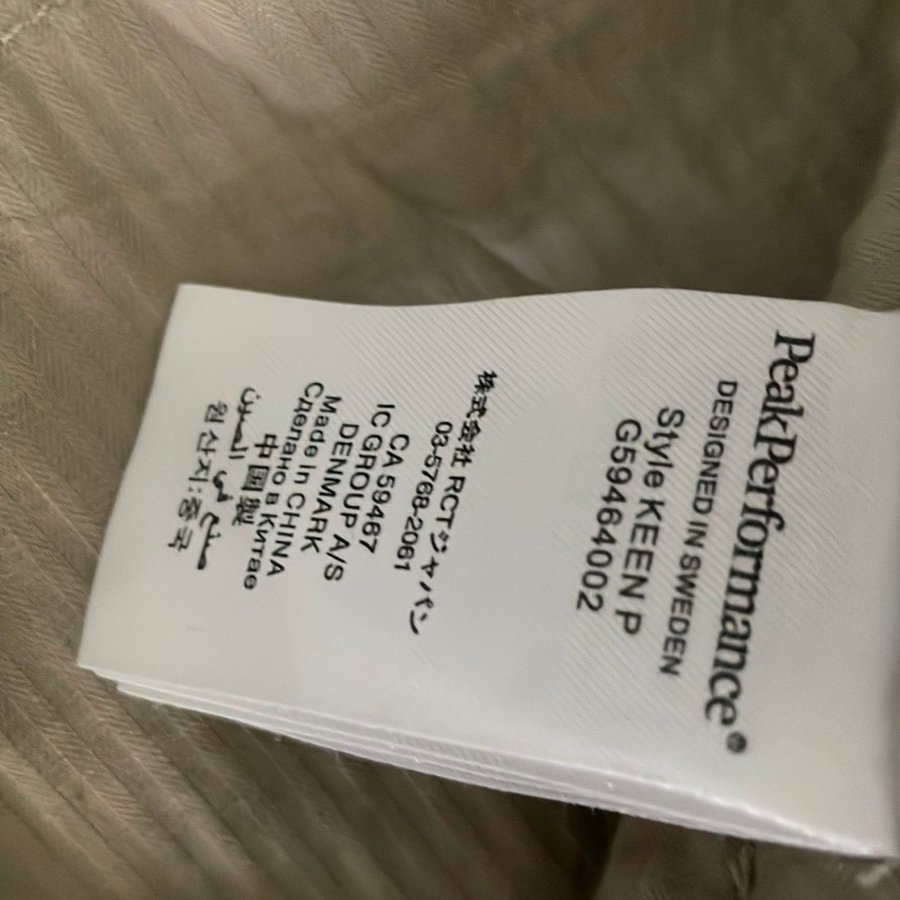 PeakPerformance®
DESIGNED IN SWEDEN
Style KEEN P
G59464002
株式会社 RCTジャパン
03-5768-2061
CA 59467
IC GROUP A/S
DENMARK
Made in CHINA
Сделано в Китае
中国製
صنع في الصين
원산지:중국